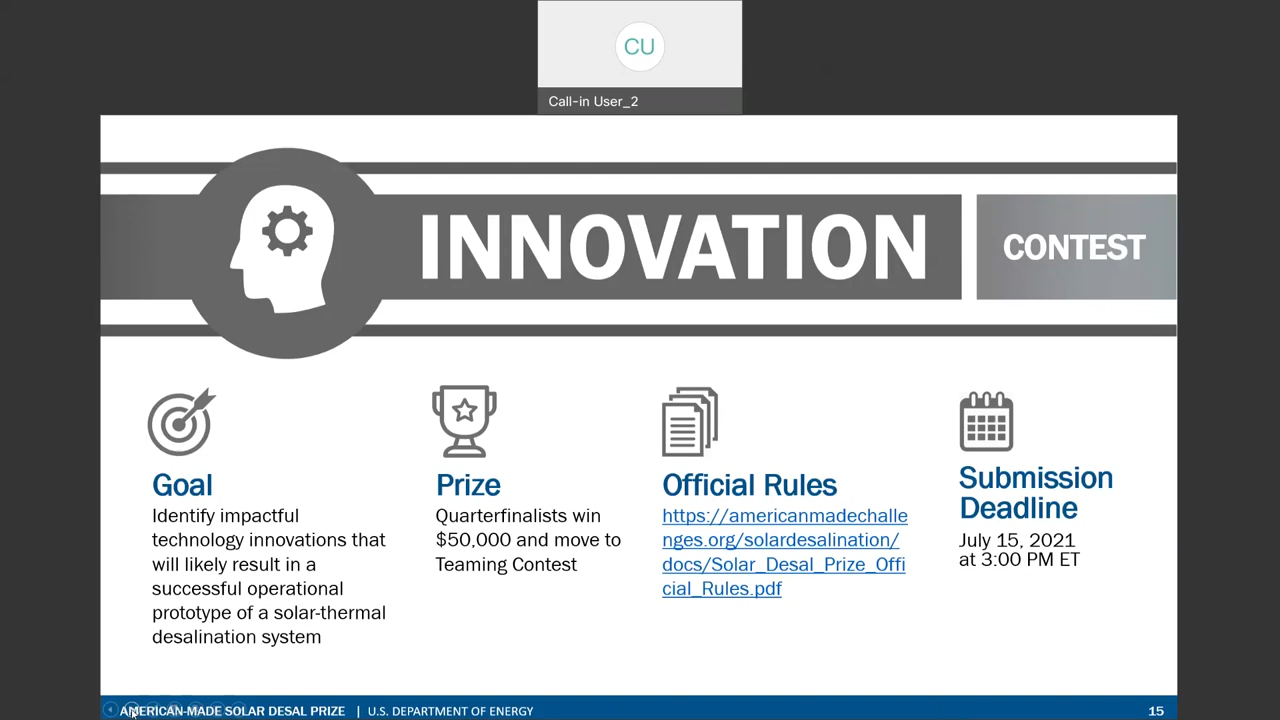 CU
Call-in User_2
INNOVATION
CONTEST
Goal
Identify impactful
technology innovations that
will likely result in a
successful operational
prototype of a solar-thermal
desalination system
Prize
Quarterfinalists win
$50,000 and move to
Teaming Contest
Official Rules
https://americanmadechalle
nges.org/solardesalination/
docs/Solar_Desal_Prize_Offi
cial_Rules.pdf
Submission
Deadline
July 15, 2021
at 3:00 PM ET
AMERICAN-MADE SOLAR DESAL PRIZE | U.S. DEPARTMENT OF ENERGY
15